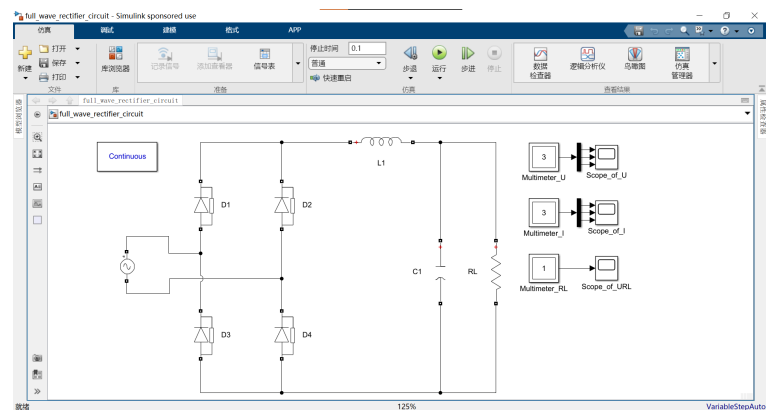 full_wave_rectifier_circuit - Simulink sponsored use
仿真 调试 建模 格式 APP
新建
打开
保存
打印
文件
库浏览器
库
记录信号
添加查看器
信号表
准备
停止时间 0.1
普通
快速重启
步退
运行
步进
停止
仿真
数据
检查器
逻辑分析仪
鸟瞰图
仿真
管理器
查看结果
模型浏览器
full_wave_rectifier_circuit
full_wave_rectifier_circuit
属性检查器
Continuous
L1
D1
D2
D3
D4
C1
RL
3
Multimeter_U
Scope_of_U
3
Multimeter_I
Scope_of_I
1
Multimeter_RL
Scope_of_URL
就绪
125%
VariableStepAuto